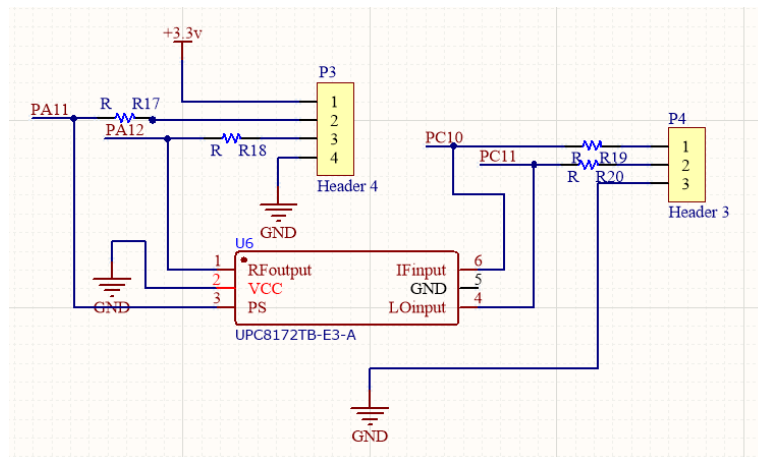 +3.3v
P3
PA11
R R17
PA12
R R18
1
2
3
4
Header 4
GND
P4
PC10
PC11
R R19
R R20
1
2
3
Header 3
U6
1 RFoutput IFinput 6
2 VCC GND 5
3 PS LOinput 4
UPC8172TB-E3-A
GND
GND